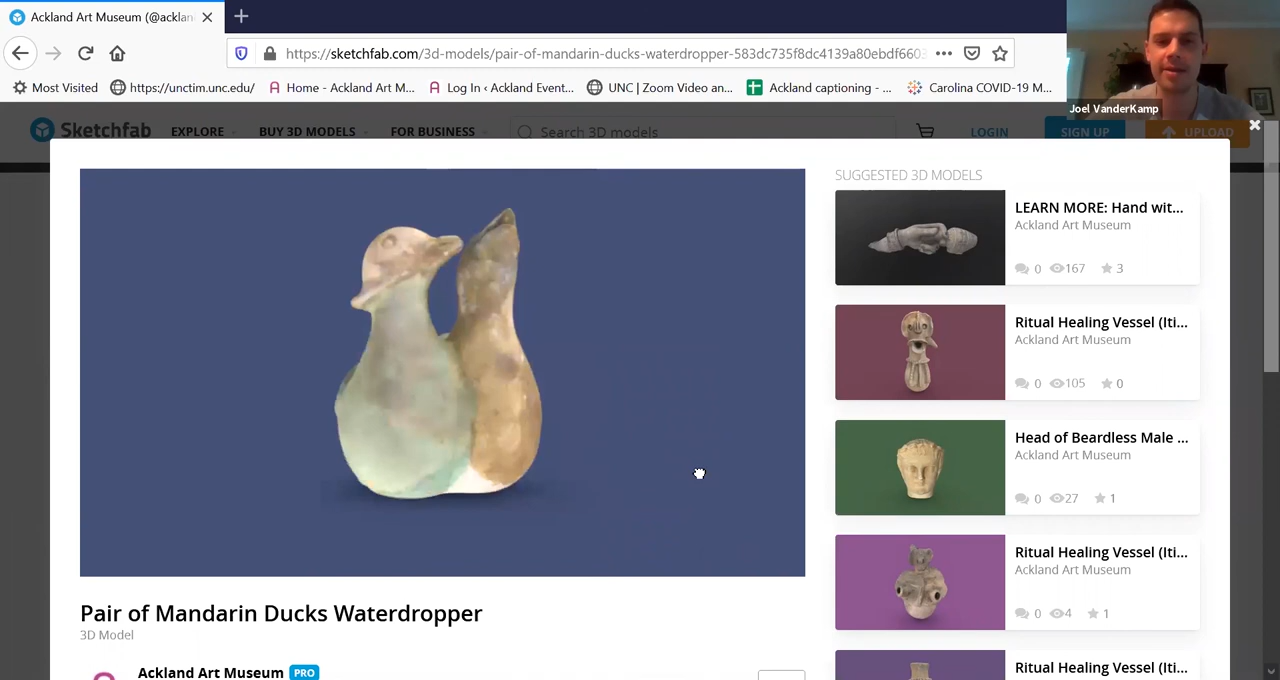 Ackland Art Museum (@acklan
https://sketchfab.com/3d-models/pair-of-mandarin-ducks-waterdropper-583dc735f8dc4139a80ebdf6603
Most Visited
https://unctim.unc.edu/
Home - Ackland Art M...
Log In ‹ Ackland Event...
UNC | Zoom Video an...
Ackland captioning - ...
Carolina COVID-19 M...
Joel VanderKamp
Sketchfab
EXPLORE
BUY 3D MODELS
FOR BUSINESS
Search 3D models
LOGIN
SIGN UP
UPLOAD
SUGGESTED 3D MODELS
LEARN MORE: Hand wit...
Ackland Art Museum
0 167 3
Ritual Healing Vessel (Iti...
Ackland Art Museum
0 105 0
Head of Beardless Male ...
Ackland Art Museum
0 27 1
Ritual Healing Vessel (Iti...
Ackland Art Museum
0 4 1
Ritual Healing Vessel (Iti...
Pair of Mandarin Ducks Waterdropper
3D Model
Ackland Art Museum PRO